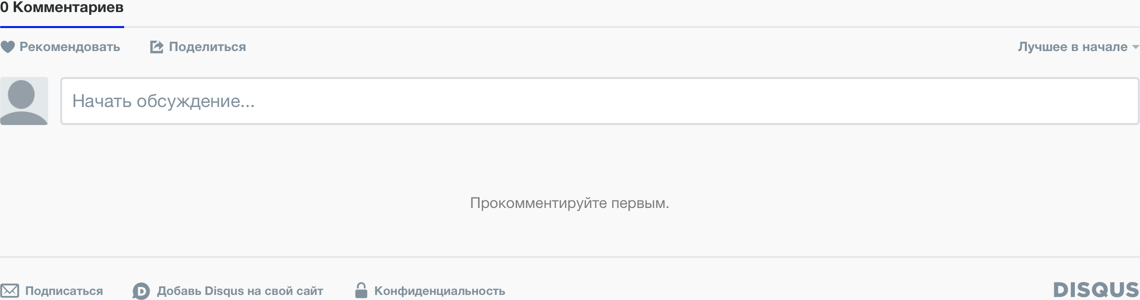 0 Комментариев
Рекомендовать Поделиться Лучшее в начале
Начать обсуждение...
Прокомментируйте первым.
Подписаться Добавь Disqus на свой сайт Конфиденциальность DISQUS